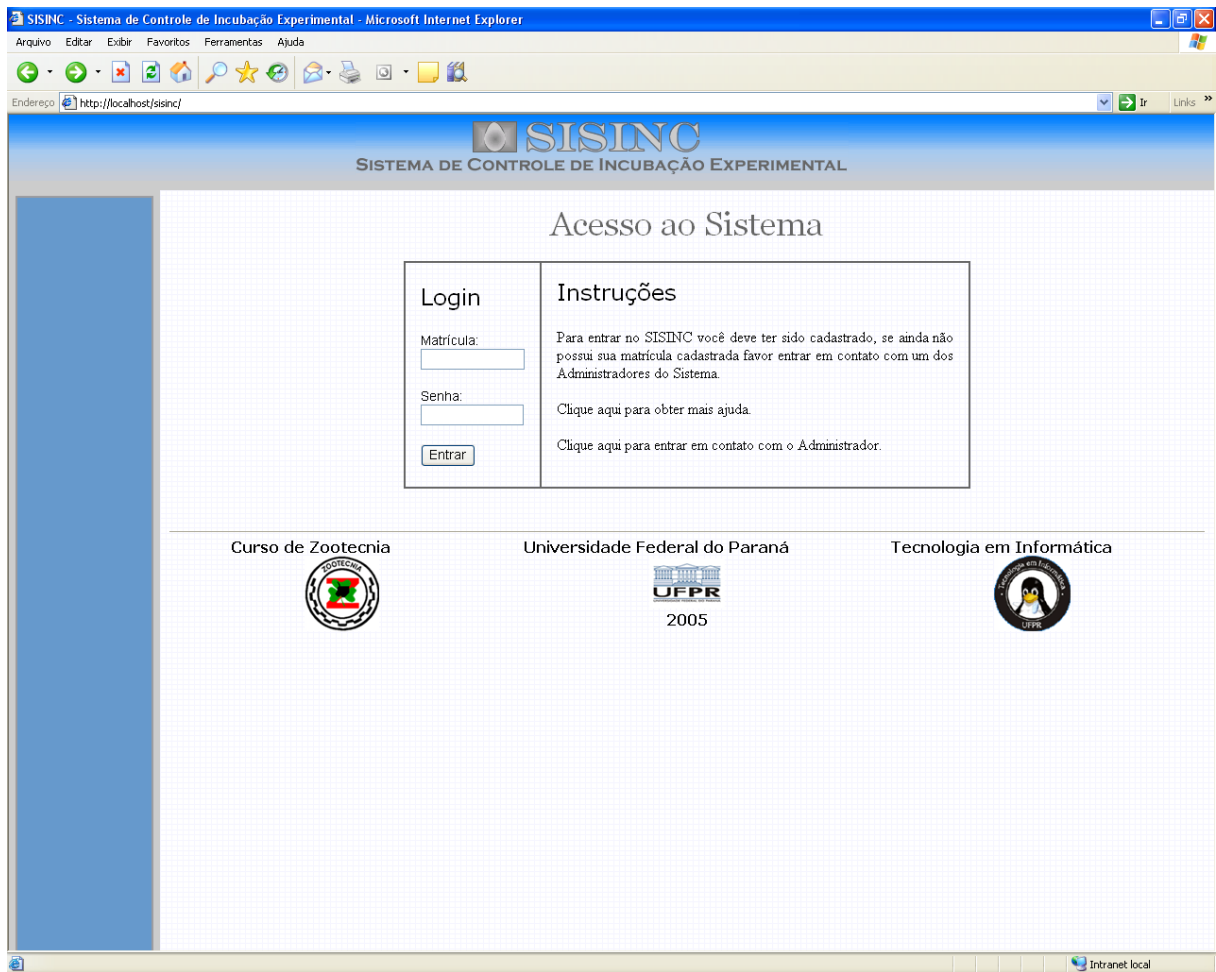 SISINC - Sistema de Controle de Incubação Experimental - Microsoft Internet Explorer
Arquivo Editar Exibir Favoritos Ferramentas Ajuda
Endereço http://localhost/sisinc/ Ir Links »
SISINC
SISTEMA DE CONTROLE DE INCUBAÇÃO EXPERIMENTAL
Acesso ao Sistema
Login
Matrícula:
Senha:
Entrar
Instruções
Para entrar no SISINC você deve ter sido cadastrado, se ainda não
possui sua matrícula cadastrada favor entrar em contato com um dos
Administradores do Sistema.
Clique aqui para obter mais ajuda.
Clique aqui para entrar em contato com o Administrador.
Curso de Zootecnia
ZOOTECNIA
Universidade Federal do Paraná
UFPR
2005
Tecnologia em Informática
Tecnologia em Informática
UFPR
Intranet local